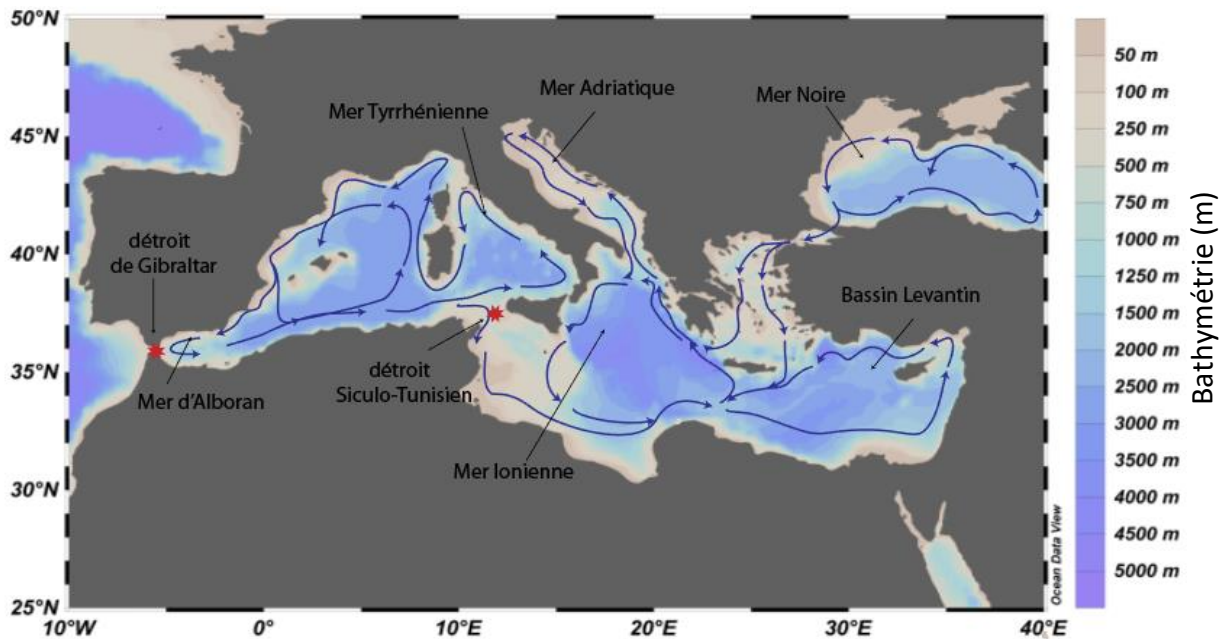 50°N
45°N
40°N
35°N
30°N
25°N
10°W
0°
10°E
20°E
30°E
40°E
Mer Tyrrhénienne
Mer Adriatique
Mer Noire
détroit
de Gibraltar
Bassin Levantin
Mer d'Alboran
détroit
Siculo-Tunisien
Mer Ionienne
Ocean Data View
50 m
100 m
250 m
500 m
750 m
1000 m
1250 m
1500 m
2000 m
2500 m
3000 m
3500 m
4000 m
4500 m
5000 m
Bathymétrie (m)